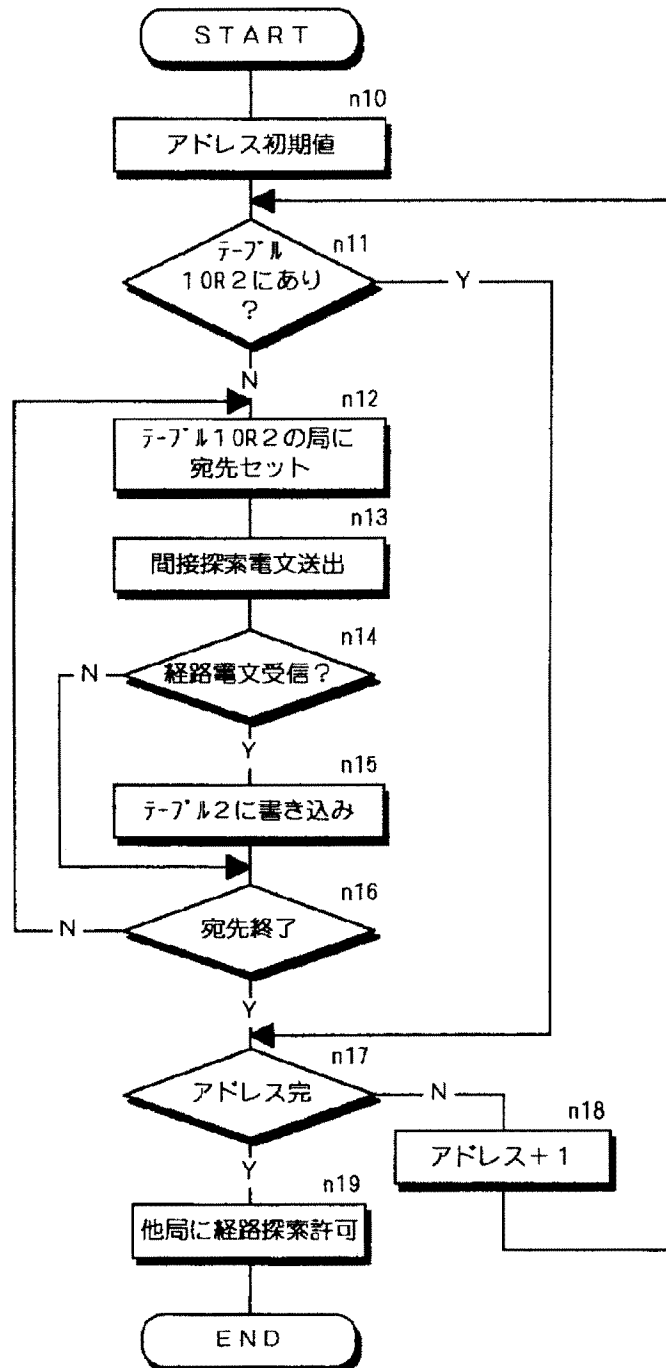 START
n10
アドレス初期値
n11
テーブル
10R2にあり
?
Y
N
n12
テーブル10R2の局に
宛先セット
n13
間接探索電文送出
n14
経路電文受信?
N
Y
n15
テーブル2に書き込み
n16
宛先終了
N
Y
n17
アドレス完
N
n18
アドレス+1
Y
n19
他局に経路探索許可
END